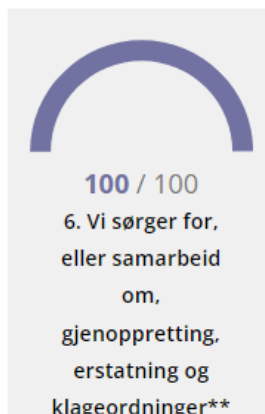 100 / 100
6. Vi sørger for,
eller samarbeid
om,
gjenoppretting,
erstatning og
klageordninger**